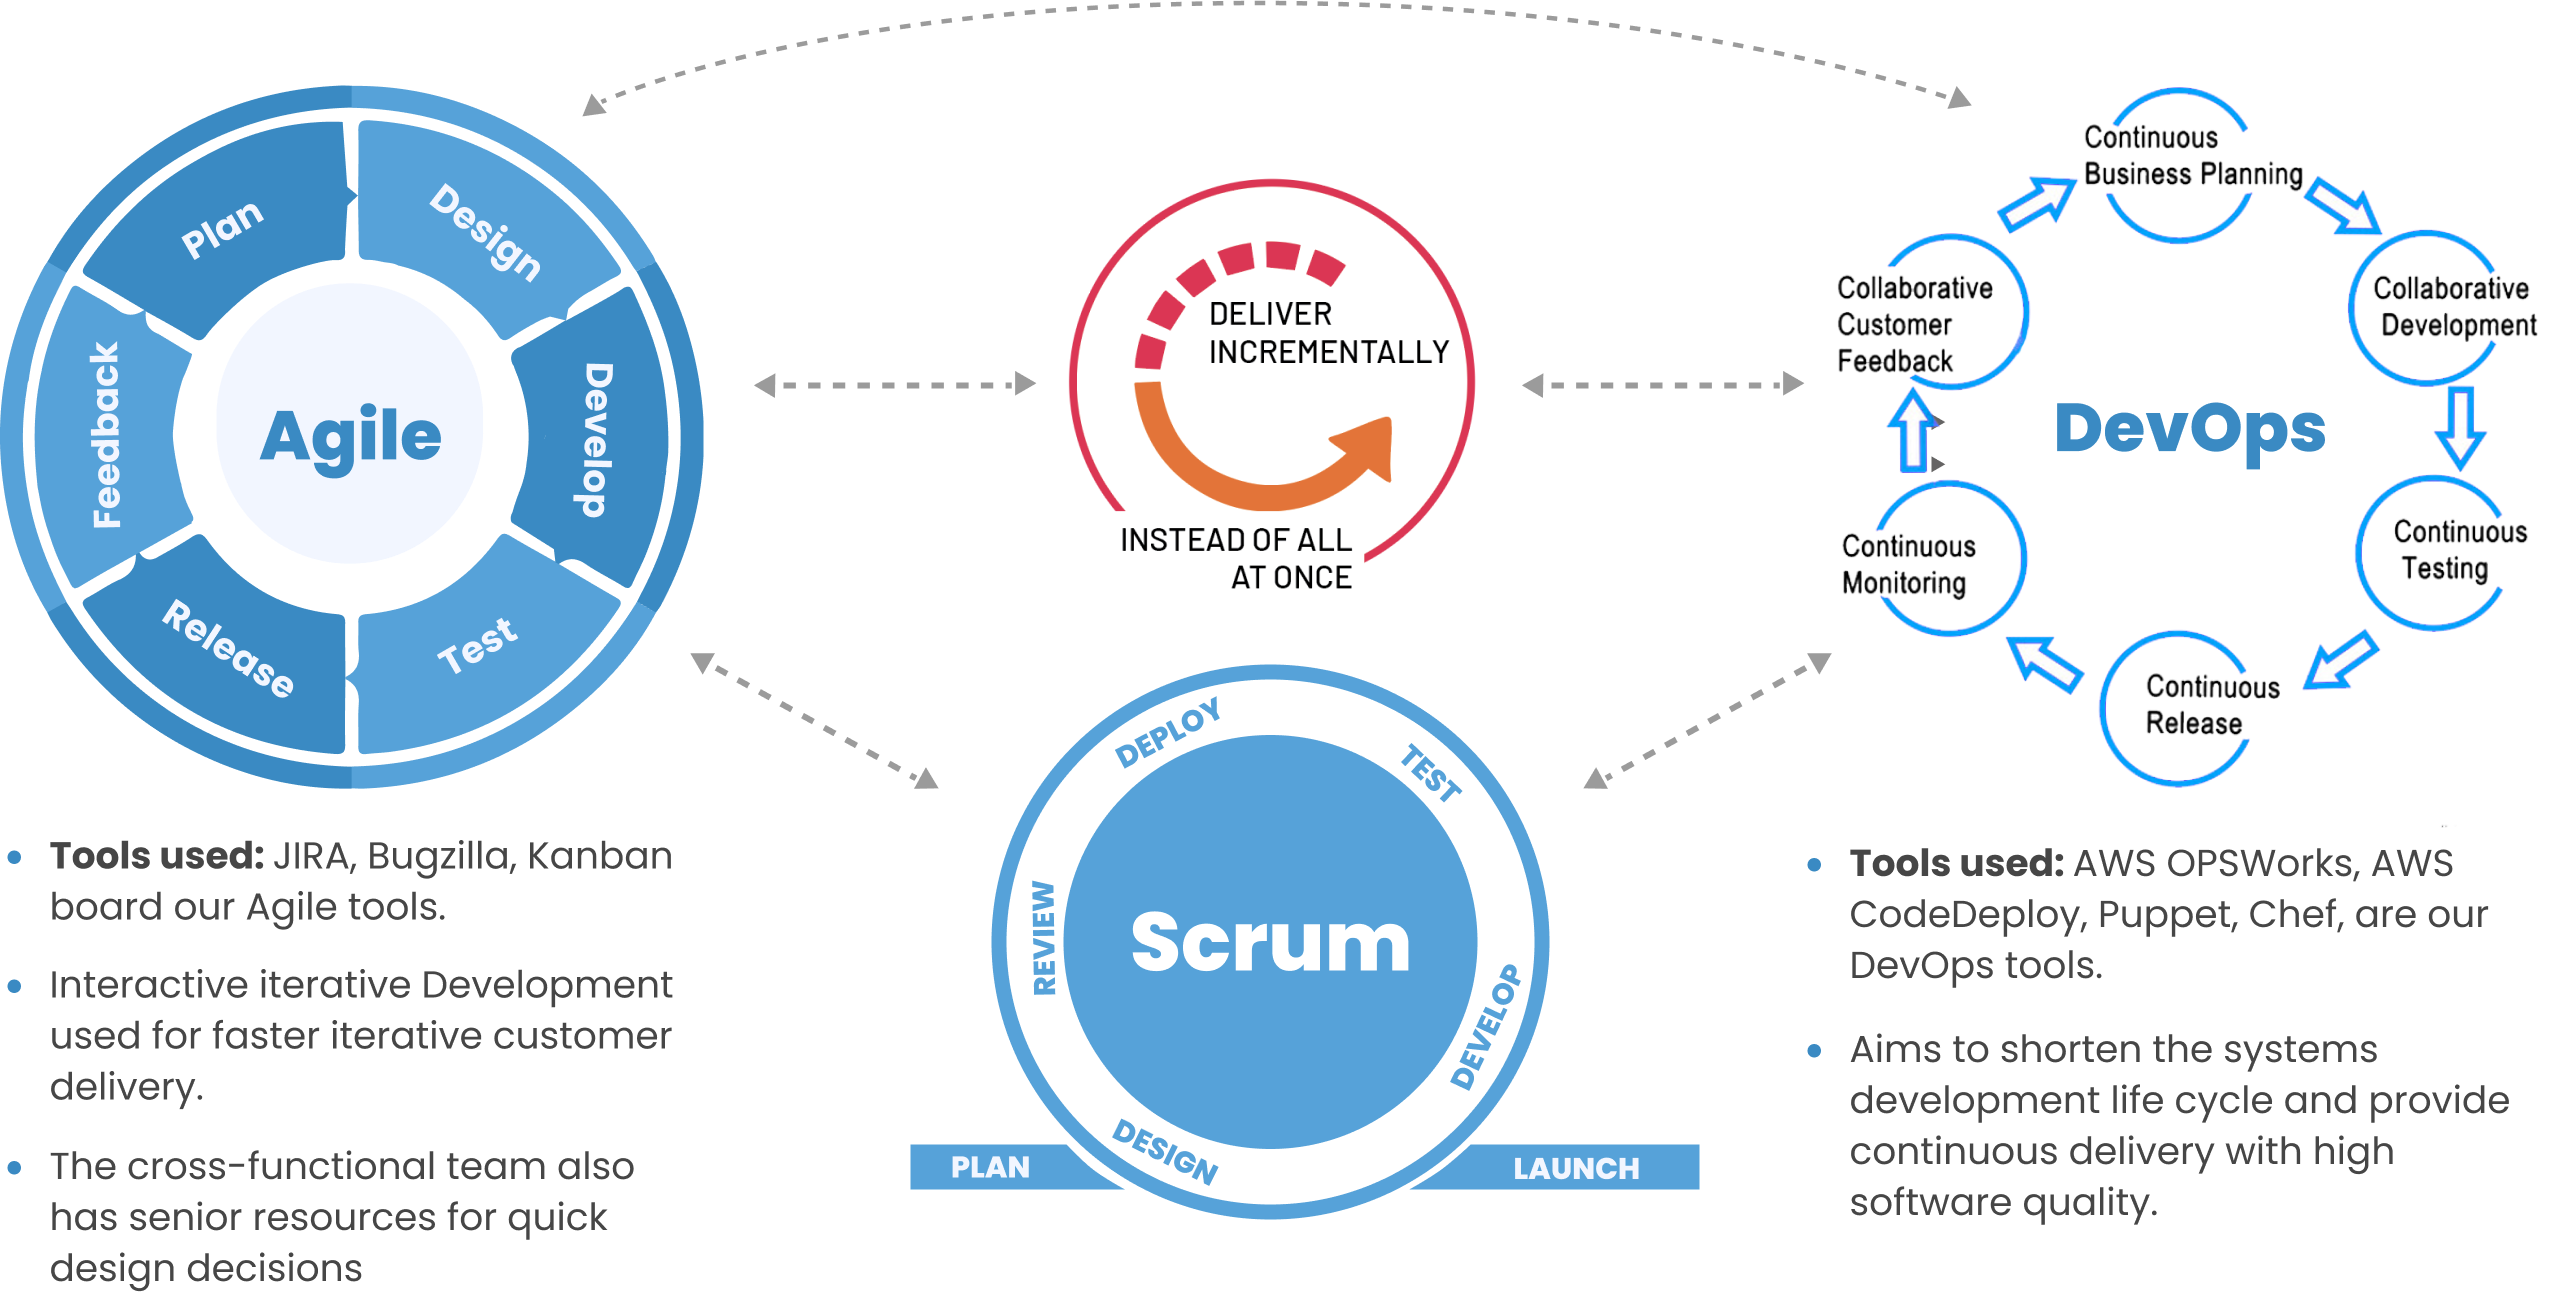 Plan
Design
Develop
Test
Release
Feedback
Agile
Tools used: JIRA, Bugzilla, Kanban
board our Agile tools.
Interactive iterative Development
used for faster iterative customer
delivery.
The cross-functional team also
has senior resources for quick
design decisions
DELIVER
INCREMENTALLY
INSTEAD OF ALL
AT ONCE
DEPLOY
TEST
DEVELOP
DESIGN
REVIEW
Scrum
PLAN
LAUNCH
Continuous
Business Planning
Collaborative
Development
Continuous
Testing
Continuous
Release
Continuous
Monitoring
Collaborative
Customer
Feedback
DevOps
Tools used: AWS OPSWorks, AWS
CodeDeploy, Puppet, Chef, are our
DevOps tools.
Aims to shorten the systems
development life cycle and provide
continuous delivery with high
software quality.